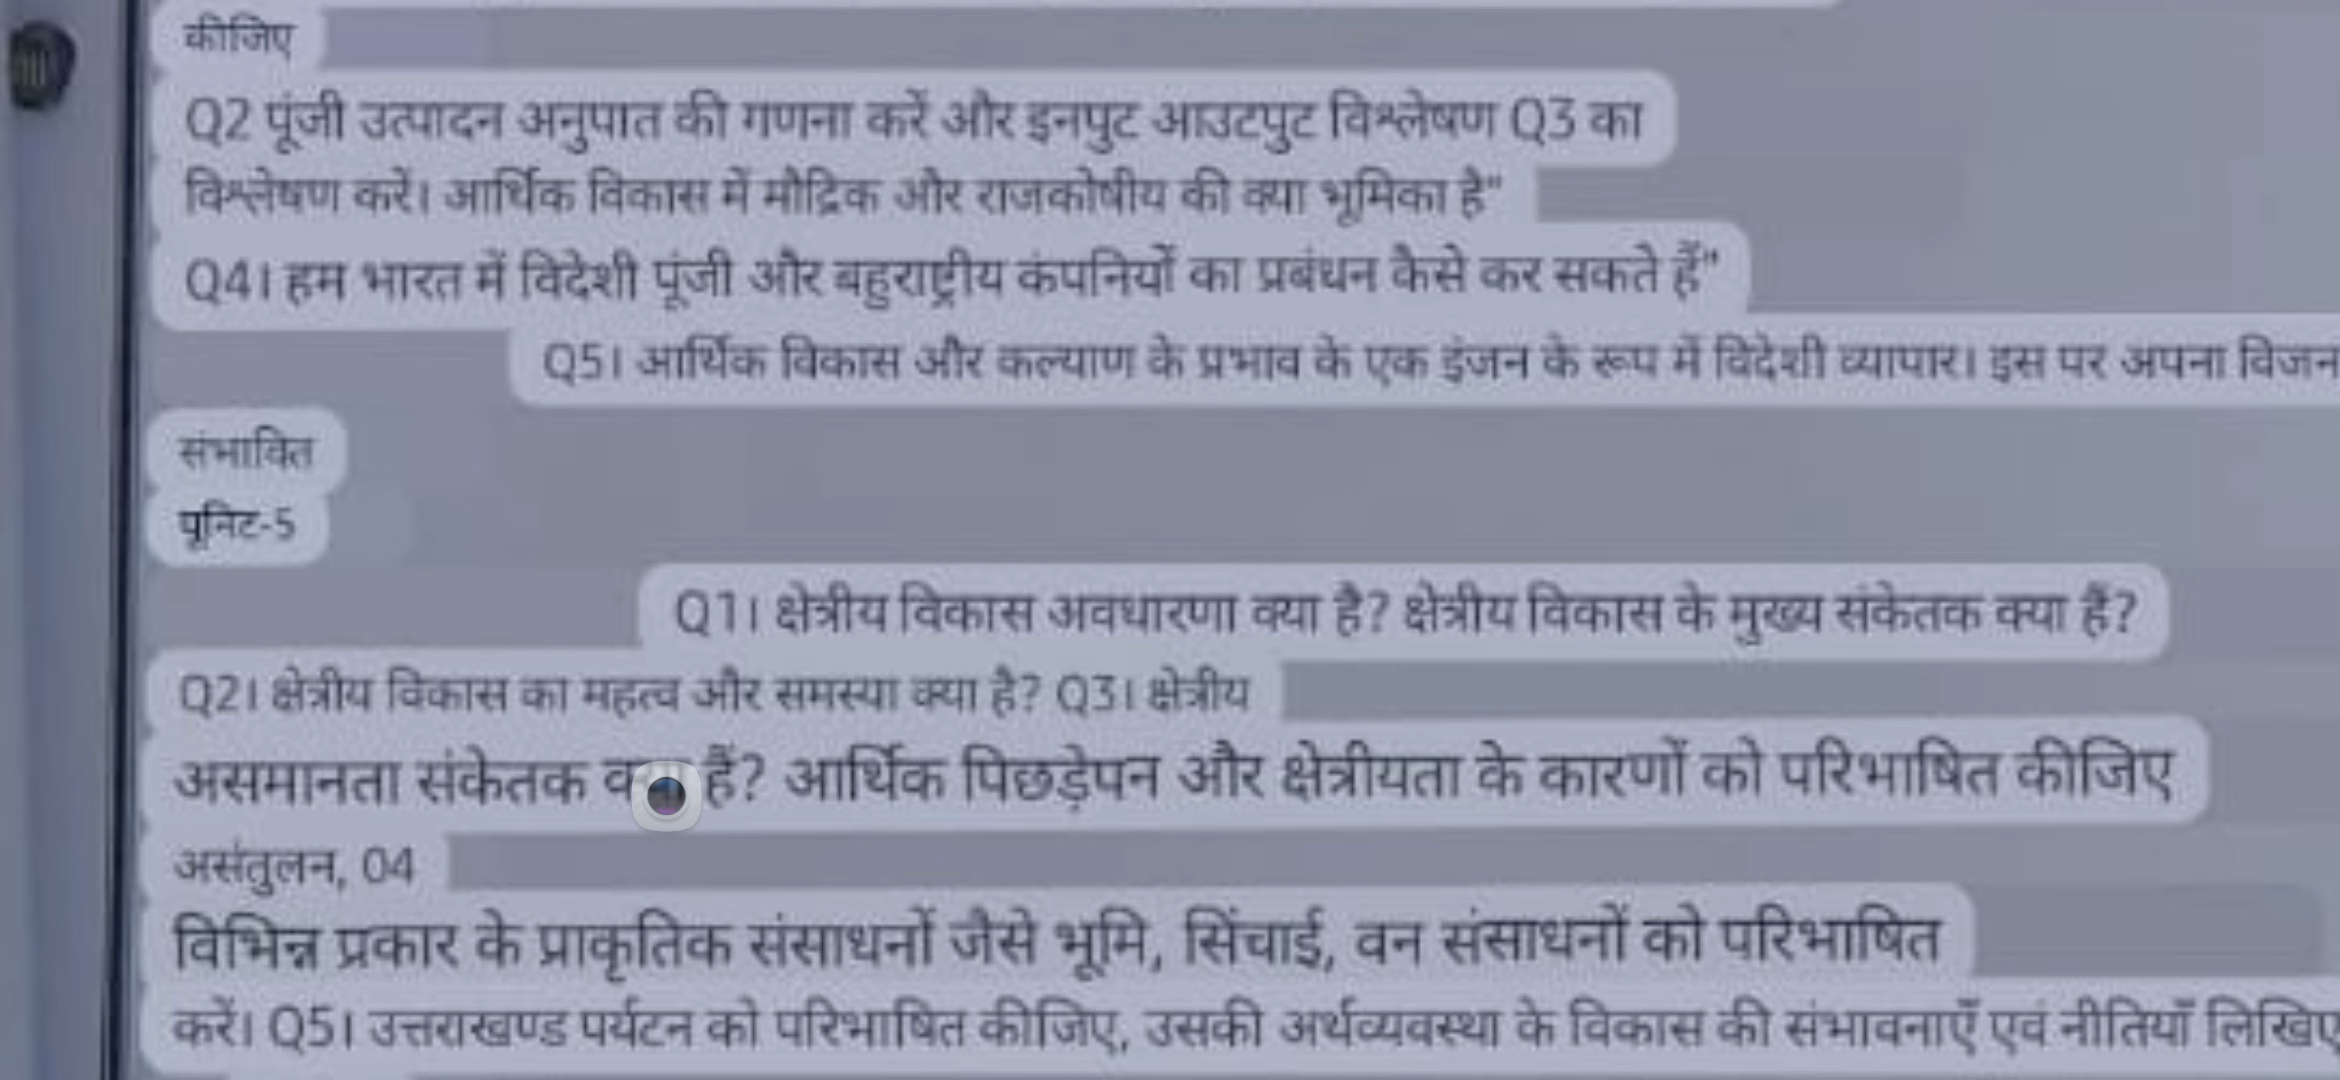 कीजिए
Q2 पूंजी उत्पादन अनुपात की गणना करें और इनपुट आउटपुट विश्लेषण Q3 का
विश्लेषण करें। आर्थिक विकास में मौद्रिक और राजकोषीय की क्या भूमिका है"
Q4। हम भारत में विदेशी पूंजी और बहुराष्ट्रीय कंपनियों का प्रबंधन कैसे कर सकते हैं"
Q5। आर्थिक विकास और कल्याण के प्रभाव के एक इंजन के रूप में विदेशी व्यापार। इस पर अपना विजन
संभावित
यूनिट-5
Q1। क्षेत्रीय विकास अवधारणा क्या है? क्षेत्रीय विकास के मुख्य संकेतक क्या हैं?
Q2। क्षेत्रीय विकास का महत्व और समस्या क्या है? Q3। क्षेत्रीय
असमानता संकेतक हैं? आर्थिक पिछड़ेपन और क्षेत्रीयता के कारणों को परिभाषित कीजिए
असंतुलन, 04
विभिन्न प्रकार के प्राकृतिक संसाधनों जैसे भूमि, सिंचाई, वन संसाधनों को परिभाषित
करें। Q5। उत्तराखण्ड पर्यटन को परिभाषित कीजिए, उसकी अर्थव्यवस्था के विकास की संभावनाएँ एवं नीतियाँ लिखिए